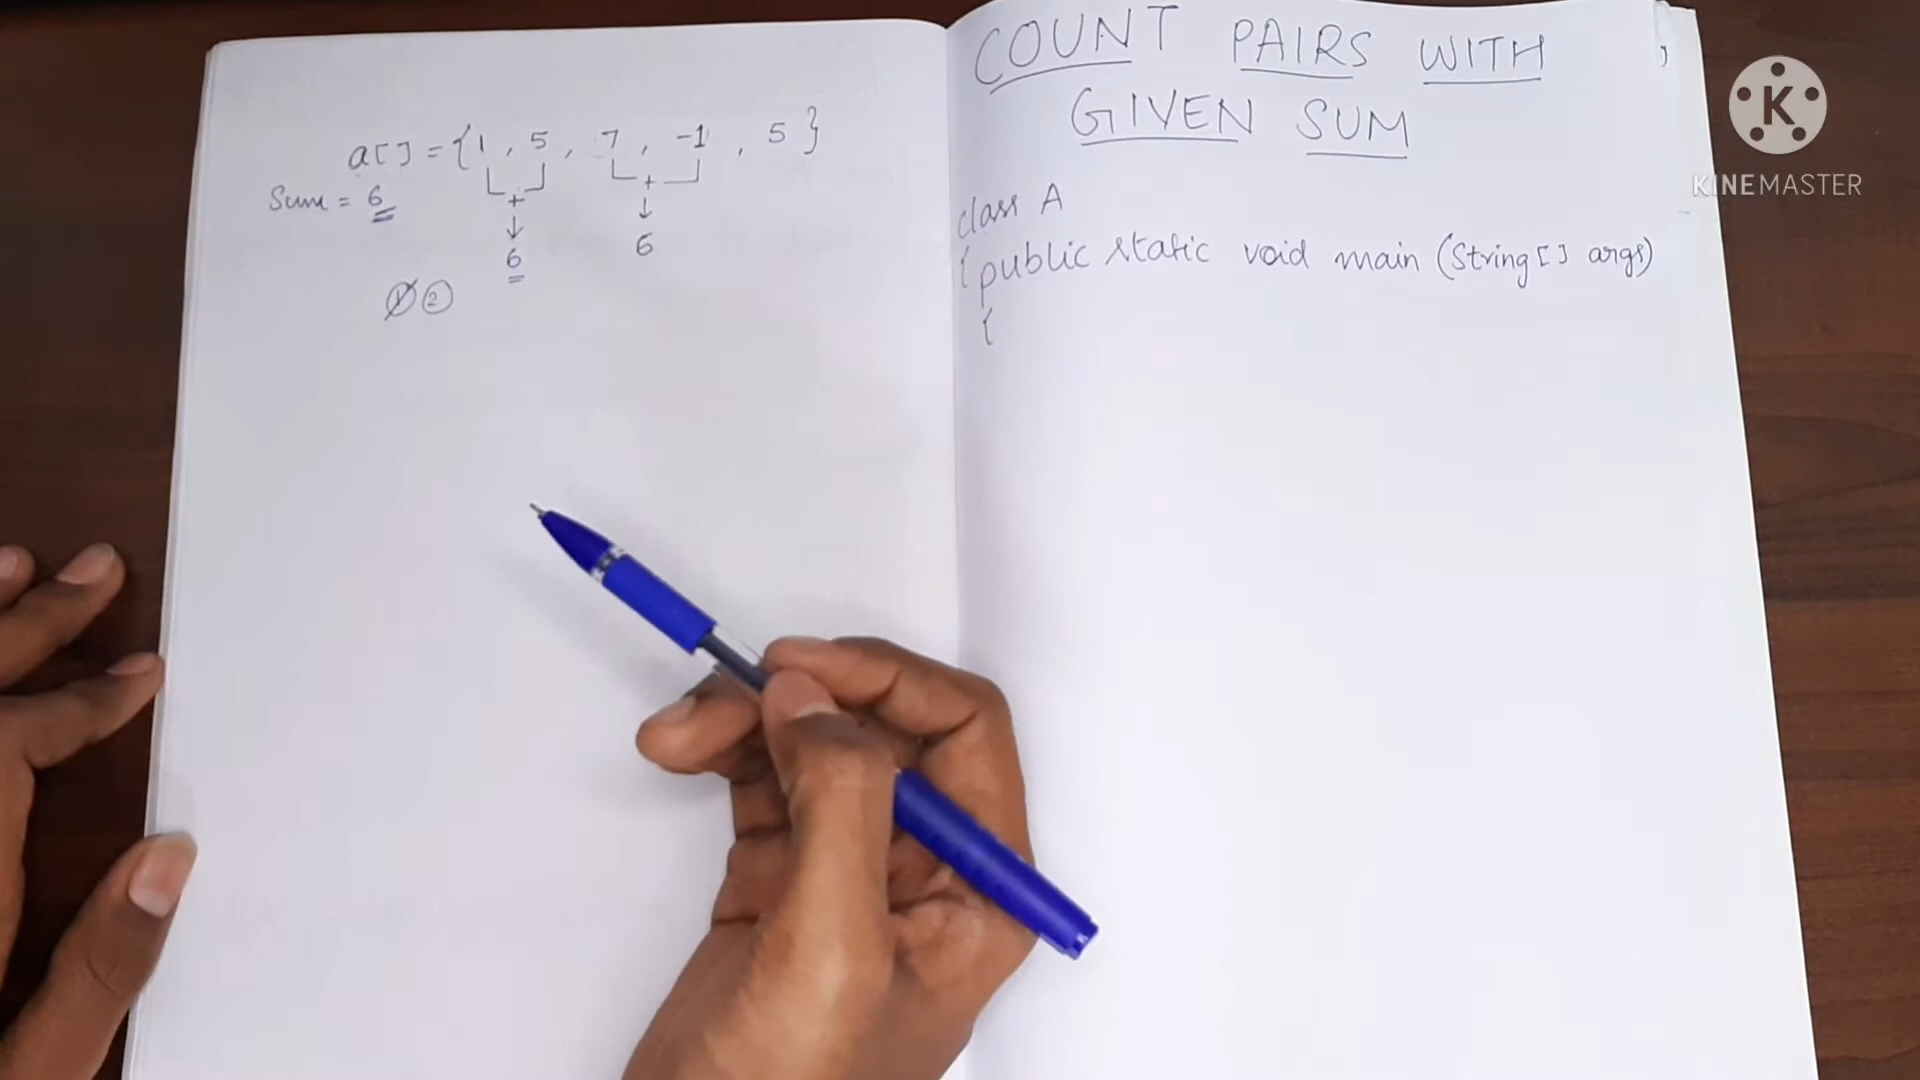 a[] = {1, 5, 7, -1, 5}
Sum = 6
+ +
↓ ↓
6 6
1 2
COUNT PAIRS WITH
GIVEN SUM
class A
{ public static void main (String[] args)
{
K
KINEMASTER